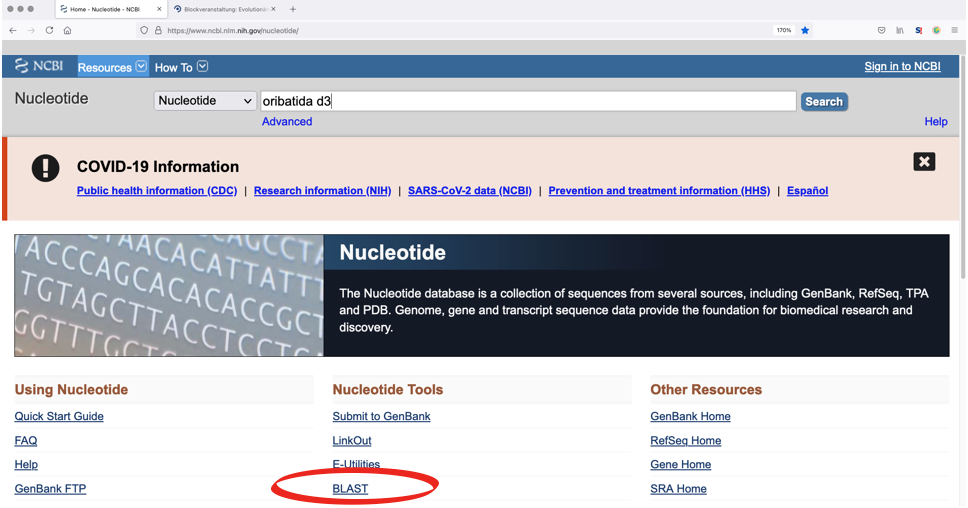 Home - Nucleotide - NCBI
Blockveranstaltung: Evolution
https://www.ncbi.nlm.nih.gov/nucleotide/
170%
NCBI Resources How To Sign in to NCBI
Nucleotide Nucleotide oribatida d3 Search
Advanced Help
COVID-19 Information
Public health information (CDC) | Research information (NIH) | SARS-CoV-2 data (NCBI) | Prevention and treatment information (HHS) | Español
Nucleotide
The Nucleotide database is a collection of sequences from several sources, including GenBank, RefSeq, TPA
and PDB. Genome, gene and transcript sequence data provide the foundation for biomedical research and
discovery.
ACCCAGCACACATTATT
TGTAGCTTACCTCCT
Using Nucleotide Nucleotide Tools Other Resources
Quick Start Guide Submit to GenBank GenBank Home
FAQ LinkOut RefSeq Home
Help E-Utilities Gene Home
GenBank FTP BLAST SRA Home